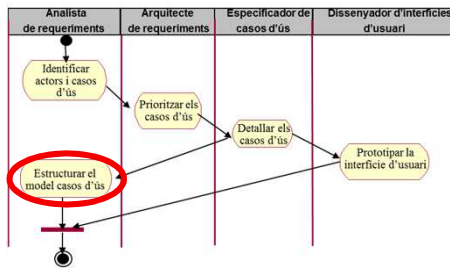 Analista
de requeriments
Arquitecte
de requeriments
Especificador de
casos d'ús
Dissenyador d'interfícies
d'usuari
Identificar
actors i casos
d'ús
Prioritzar els
casos d'ús
Detallar els
casos d'ús
Prototipar la
interfície d'usuari
Estructurar el
model casos d'ús